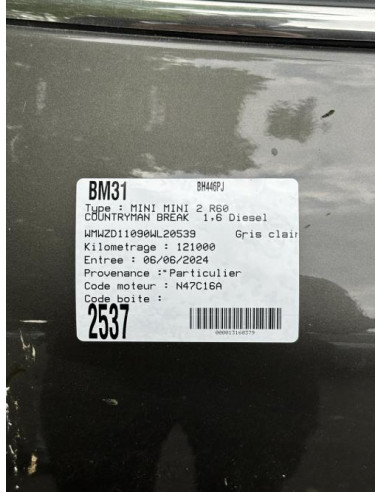 BM31 BH446PJ
Type : MINI MINI 2 R60
COUNTRYMAN BREAK 1,6 Diesel
WMWZD11090WL20539 Gris clair
Kilometrage : 121000
Entree : 06/06/2024
Provenance :" Particulier
Code moteur : N47C16A
Code boite :
2537
000015160379